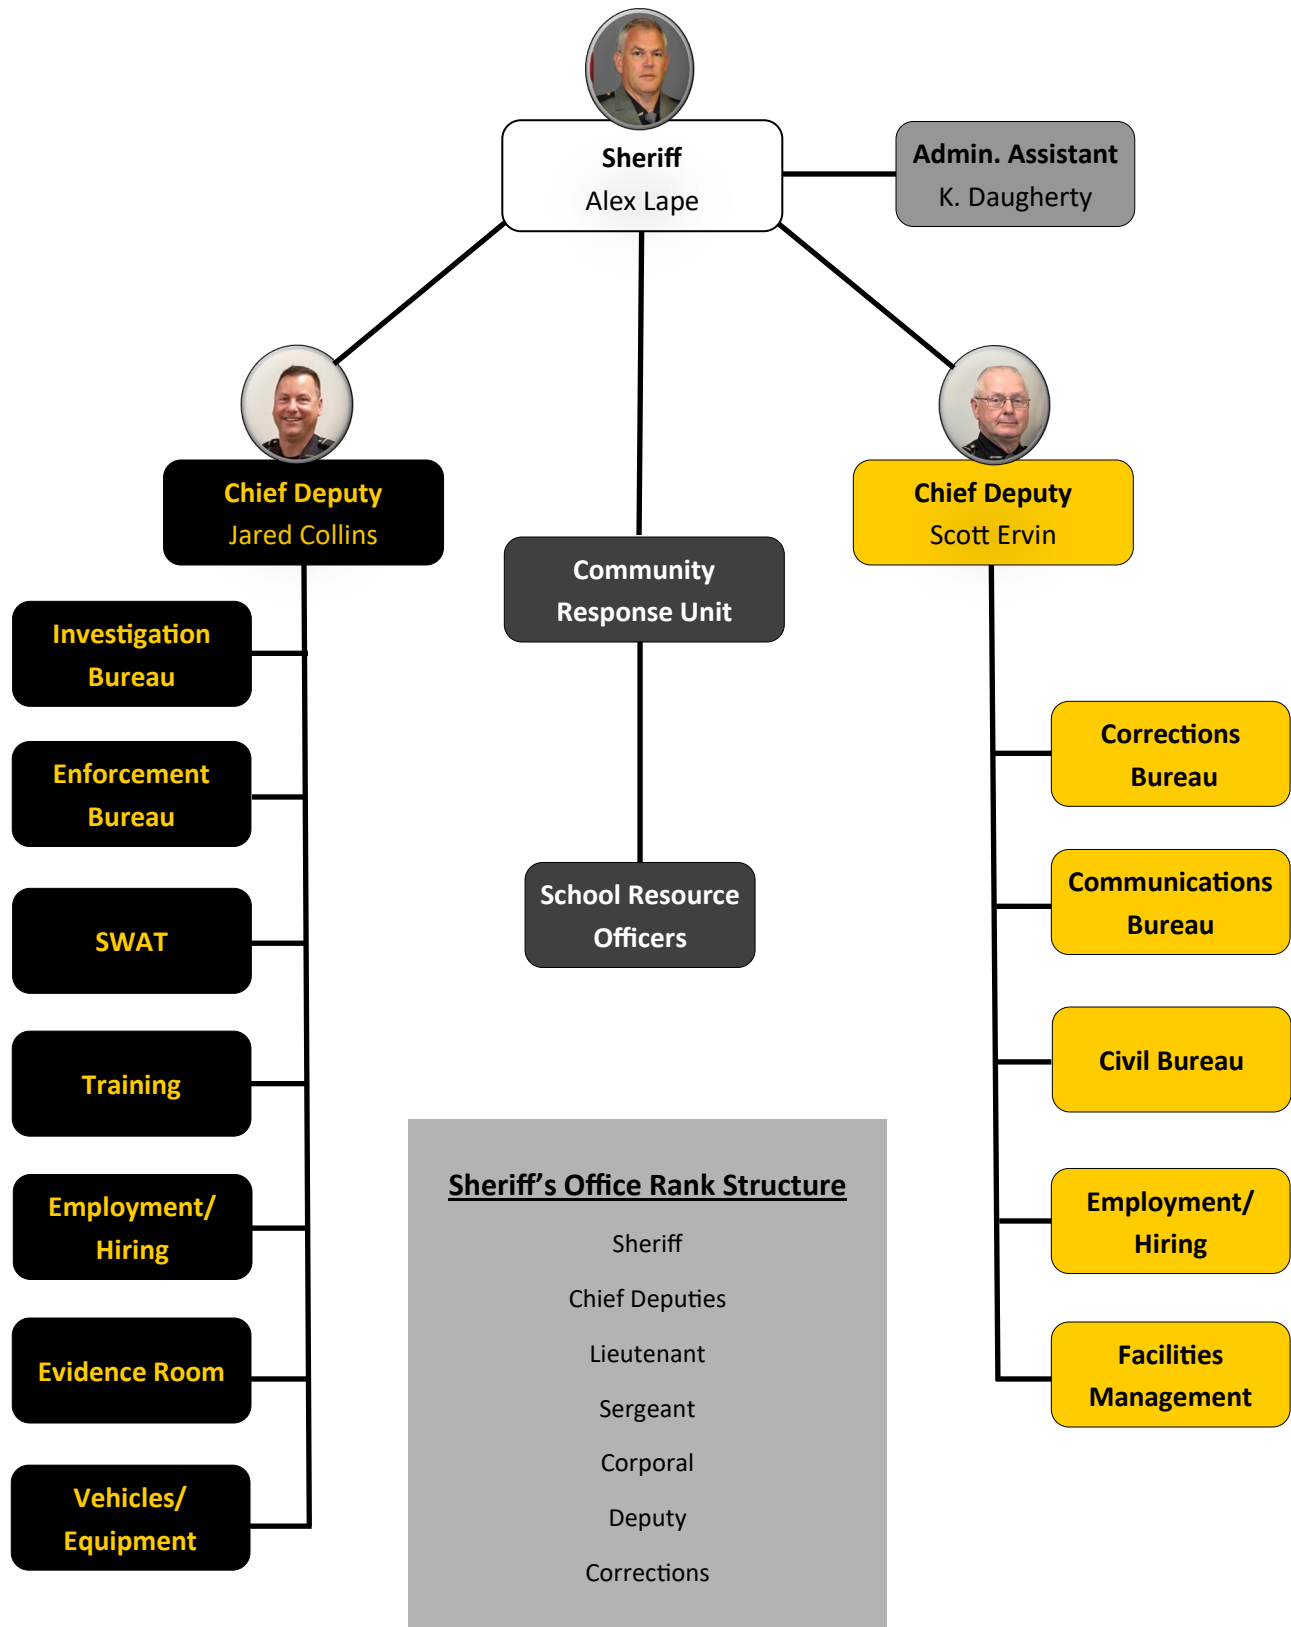 Sheriff
Alex Lape
Admin. Assistant
K. Daugherty
Chief Deputy
Jared Collins
Chief Deputy
Scott Ervin
Community
Response Unit
School Resource
Officers
Investigation
Bureau
Enforcement
Bureau
SWAT
Training
Employment/
Hiring
Evidence Room
Vehicles/
Equipment
Corrections
Bureau
Communications
Bureau
Civil Bureau
Employment/
Hiring
Facilities
Management
Sheriff’s Office Rank Structure
Sheriff
Chief Deputies
Lieutenant
Sergeant
Corporal
Deputy
Corrections